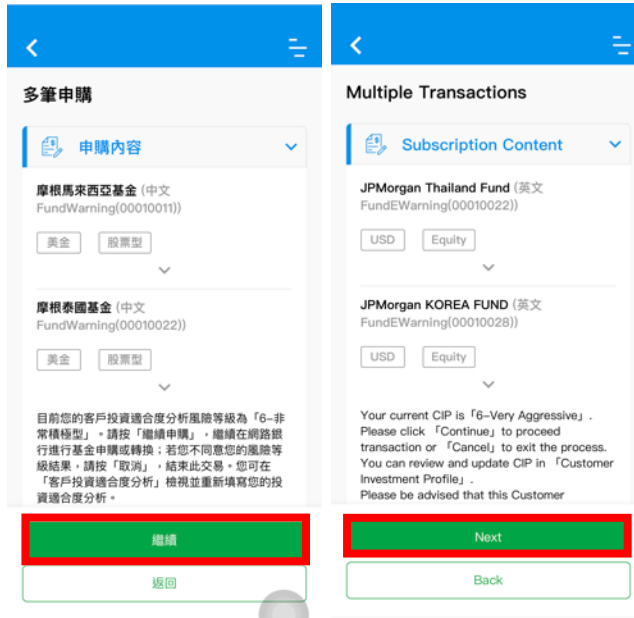 多筆申購
申購內容
摩根馬來西亞基金 (中文
FundWarning(00010011))
美金 股票型
摩根泰國基金 (中文
FundWarning(00010022))
美金 股票型
目前您的客戶投資適合度分析風險等級為「6-非
常積極型」。請按「繼續申購」，繼續在網路銀
行進行基金申購或轉換；若您不同意您的風險等
級結果，請按「取消」，結束此交易。您可在
「客戶投資適合度分析」檢視並重新填寫您的投
資適合度分析。
繼續
返回
Multiple Transactions
Subscription Content
JPMorgan Thailand Fund (英文
FundEWarning(00010022))
USD Equity
JPMorgan KOREA FUND (英文
FundEWarning(00010028))
USD Equity
Your current CIP is「6-Very Aggressive」.
Please click 「Continue」to proceed
transaction or 「Cancel」to exit the process.
You can review and update CIP in 「Customer
Investment Profile」.
Please be advised that this Customer
Next
Back